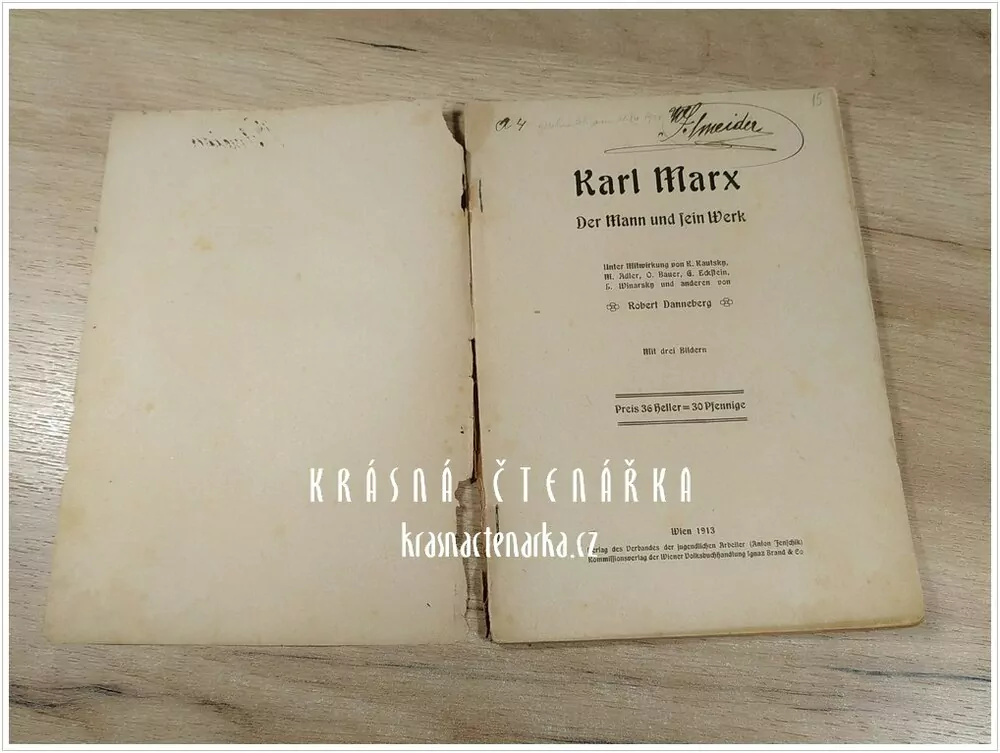 a 4
15
Karl Marx
Der Mann und ſein Werk
Unter Mitwirkung von K. Kautsky,
M. Adler, O. Bauer, G. Eckſtein,
L. Winarsky und anderen von
Robert Danneberg
Mit drei Bildern
Preis 36 Heller = 30 Pfennige
KRÁSNÁ ČTENÁŘKA
krasnactenarka.cz
Wien 1913
Verlag des Verbandes der jugendlichen Arbeiter (Anton Jenſchik)
Kommiſſionsverlag der Wiener Volksbuchhandlung Ignaz Brand & Co